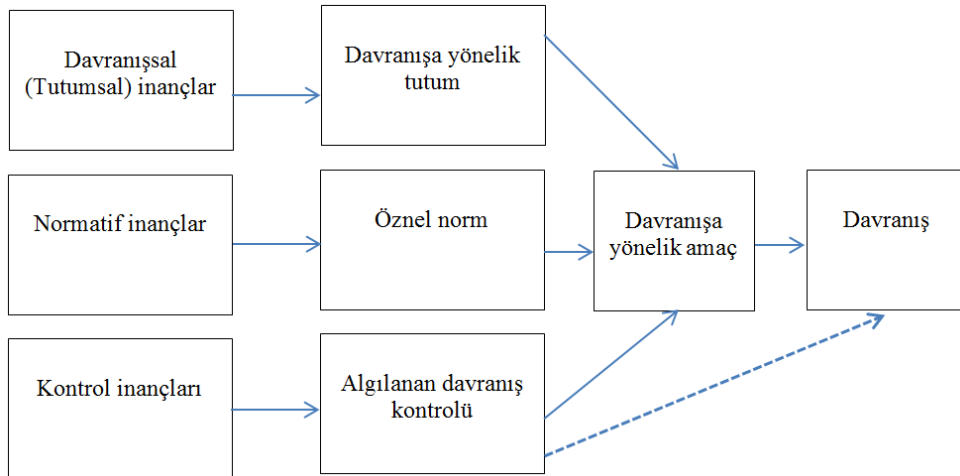 Davranışsal
(Tutumsal) inançlar
Davranışa yönelik
tutum
Normatif inançlar
Öznel norm
Davranışa
yönelik amaç
Davranış
Kontrol inançları
Algılanan davranış
kontrolü